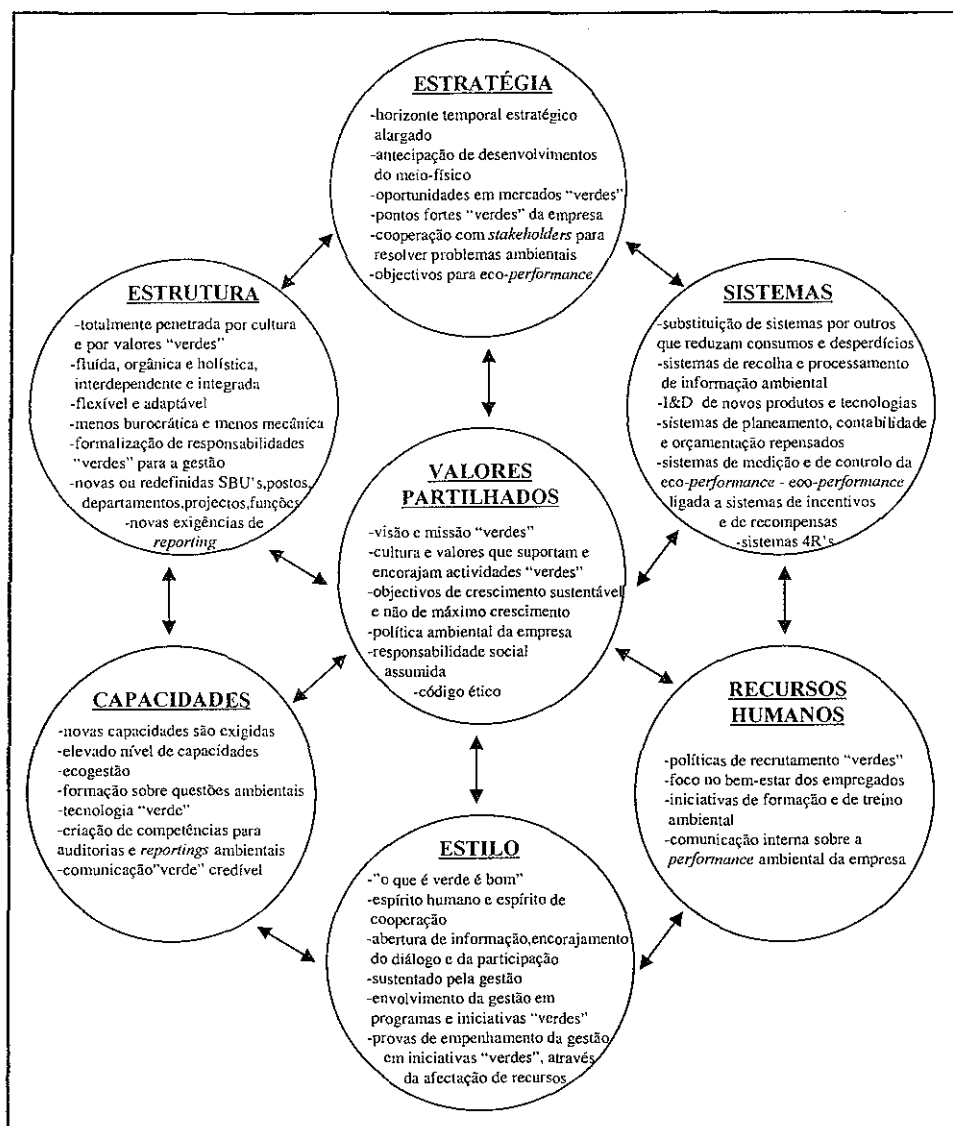 ESTRATÉGIA
-horizonte temporal estratégico
alargado
-antecipação de desenvolvimentos
do meio-físico
-oportunidades em mercados “verdes”
-pontos fortes “verdes” da empresa
-cooperação com stakeholders para
resolver problemas ambientais
-objectivos para eco-performance
ESTRUTURA
-totalmente penetrada por cultura
e por valores “verdes”
-fluída, orgânica e holística,
interdependente e integrada
-flexível e adaptável
-menos burocrática e menos mecânica
-formalização de responsabilidades
“verdes” para a gestão
-novas ou redefinidas SBU's,postos,
departamentos,projectos,funções
-novas exigências de
reporting
SISTEMAS
-substituição de sistemas por outros
que reduzam consumos e desperdícios
-sistemas de recolha e processamento
de informação ambiental
-I&D de novos produtos e tecnologias
-sistemas de planeamento, contabilidade
e orçamentação repensados
-sistemas de medição e de controlo da
eco-performance - eco-performance
ligada a sistemas de incentivos
e de recompensas
-sistemas 4R's
VALORES
PARTILHADOS
-visão e missão “verdes”
-cultura e valores que suportam e
encorajam actividades “verdes”
-objectivos de crescimento sustentável
e não de máximo crescimento
-política ambiental da empresa
-responsabilidade social
assumida
-código ético
CAPACIDADES
-novas capacidades são exigidas
-elevado nível de capacidades
-ecogestão
-formação sobre questões ambientais
-tecnologia “verde”
-criação de competências para
auditorias e reportings ambientais
-comunicação“verde” credível
RECURSOS
HUMANOS
-políticas de recrutamento “verdes”
-foco no bem-estar dos empregados
-iniciativas de formação e de treino
ambiental
-comunicação interna sobre a
performance ambiental da empresa
ESTILO
-"o que é verde é bom”
-espírito humano e espírito de
cooperação
-abertura de informação,encorajamento
do diálogo e da participação
-sustentado pela gestão
-envolvimento da gestão em
programas e iniciativas “verdes”
-provas de empenhamento da gestão
em iniciativas “verdes”, através
da afectação de recursos